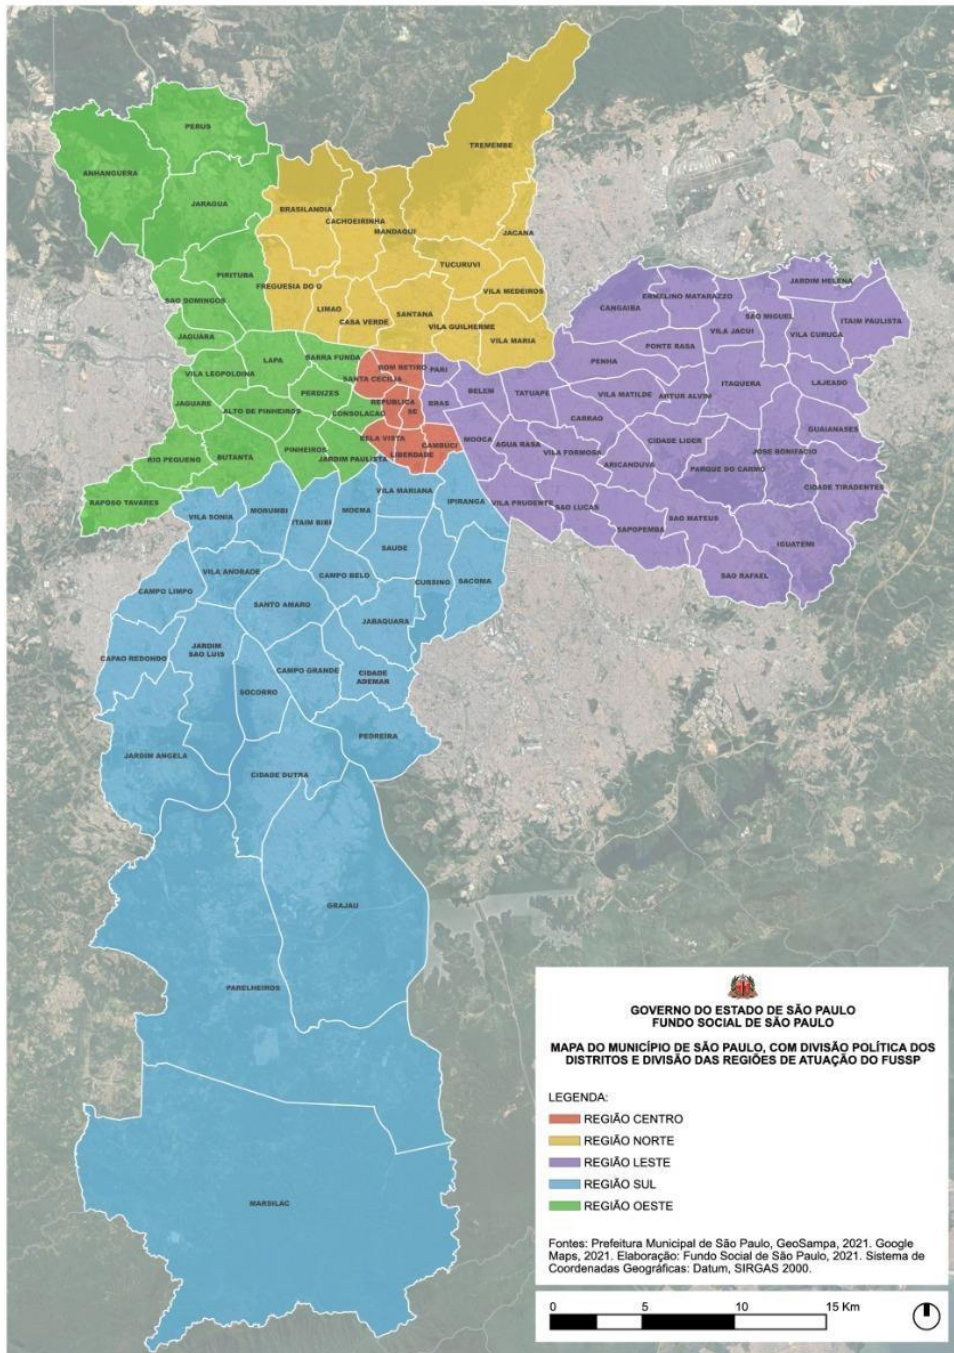 PERUS
TREMEMBE
ANHANGUERA
JARAGUA
BRASILANDIA
CACHOEIRINHA
MANDAQUI
JACANA
TUCURUVI
PIRITUBA
FREGUESIA DO O
VILA MEDEIROS
SAO DOMINGOS
LIMAO
CASA VERDE
SANTANA
VILA GUILHERME
VILA MARIA
JAGUARA
JARDIM HELENA
ERMELINO MATARAZZO
CANGAIBA
SAO MIGUEL
ITAIM PAULISTA
VILA JACUI
VILA CURUCA
PONTE RASA
LAPA
BARRA FUNDA
BOM RETIRO
PARI
PENHA
VILA LEOPOLDINA
SANTA CECILIA
ITAQUERA
LAJEADO
PERDIZES
BELEM
TATUAPE
VILA MATILDE
ARTUR ALVIM
JAGUARE
REPUBLICA
BRAS
ALTO DE PINHEIROS
CONSOLACAO
SE
CARRAO
GUAIANASES
BELA VISTA
CAMBUCI
MOOCA
AGUA RASA
CIDADE LIDER
PINHEIROS
LIBERDADE
VILA FORMOSA
JOSE BONIFACIO
RIO PEQUENO
BUTANTA
JARDIM PAULISTA
ARICANDUVA
PARQUE DO CARMO
CIDADE TIRADENTES
VILA MARIANA
RAPOSO TAVARES
IPIRANGA
VILA PRUDENTE
SAO LUCAS
VILA SONIA
MORUMBI
ITAIM BIBI
MOEMA
SAPOPEMBA
SAO MATEUS
IGUATEMI
SAUDE
VILA ANDRADE
CAMPO BELO
CURSINO
SACOMA
SAO RAFAEL
CAMPO LIMPO
SANTO AMARO
JABAQUARA
CAPAO REDONDO
JARDIM
SAO LUIS
CAMPO GRANDE
CIDADE
ADEMAR
SOCORRO
PEDREIRA
JARDIM ANGELA
CIDADE DUTRA
GRAJAU
PARELHEIROS
MARSILAC
GOVERNO DO ESTADO DE SÃO PAULO
FUNDO SOCIAL DE SÃO PAULO
MAPA DO MUNICÍPIO DE SÃO PAULO, COM DIVISÃO POLÍTICA DOS
DISTRITOS E DIVISÃO DAS REGIÕES DE ATUAÇÃO DO FUSSP
LEGENDA:
REGIÃO CENTRO
REGIÃO NORTE
REGIÃO LESTE
REGIÃO SUL
REGIÃO OESTE
Fontes: Prefeitura Municipal de São Paulo, GeoSampa, 2021. Google
Maps, 2021. Elaboração: Fundo Social de São Paulo, 2021. Sistema de
Coordenadas Geográficas: Datum, SIRGAS 2000.
0 5 10 15 Km